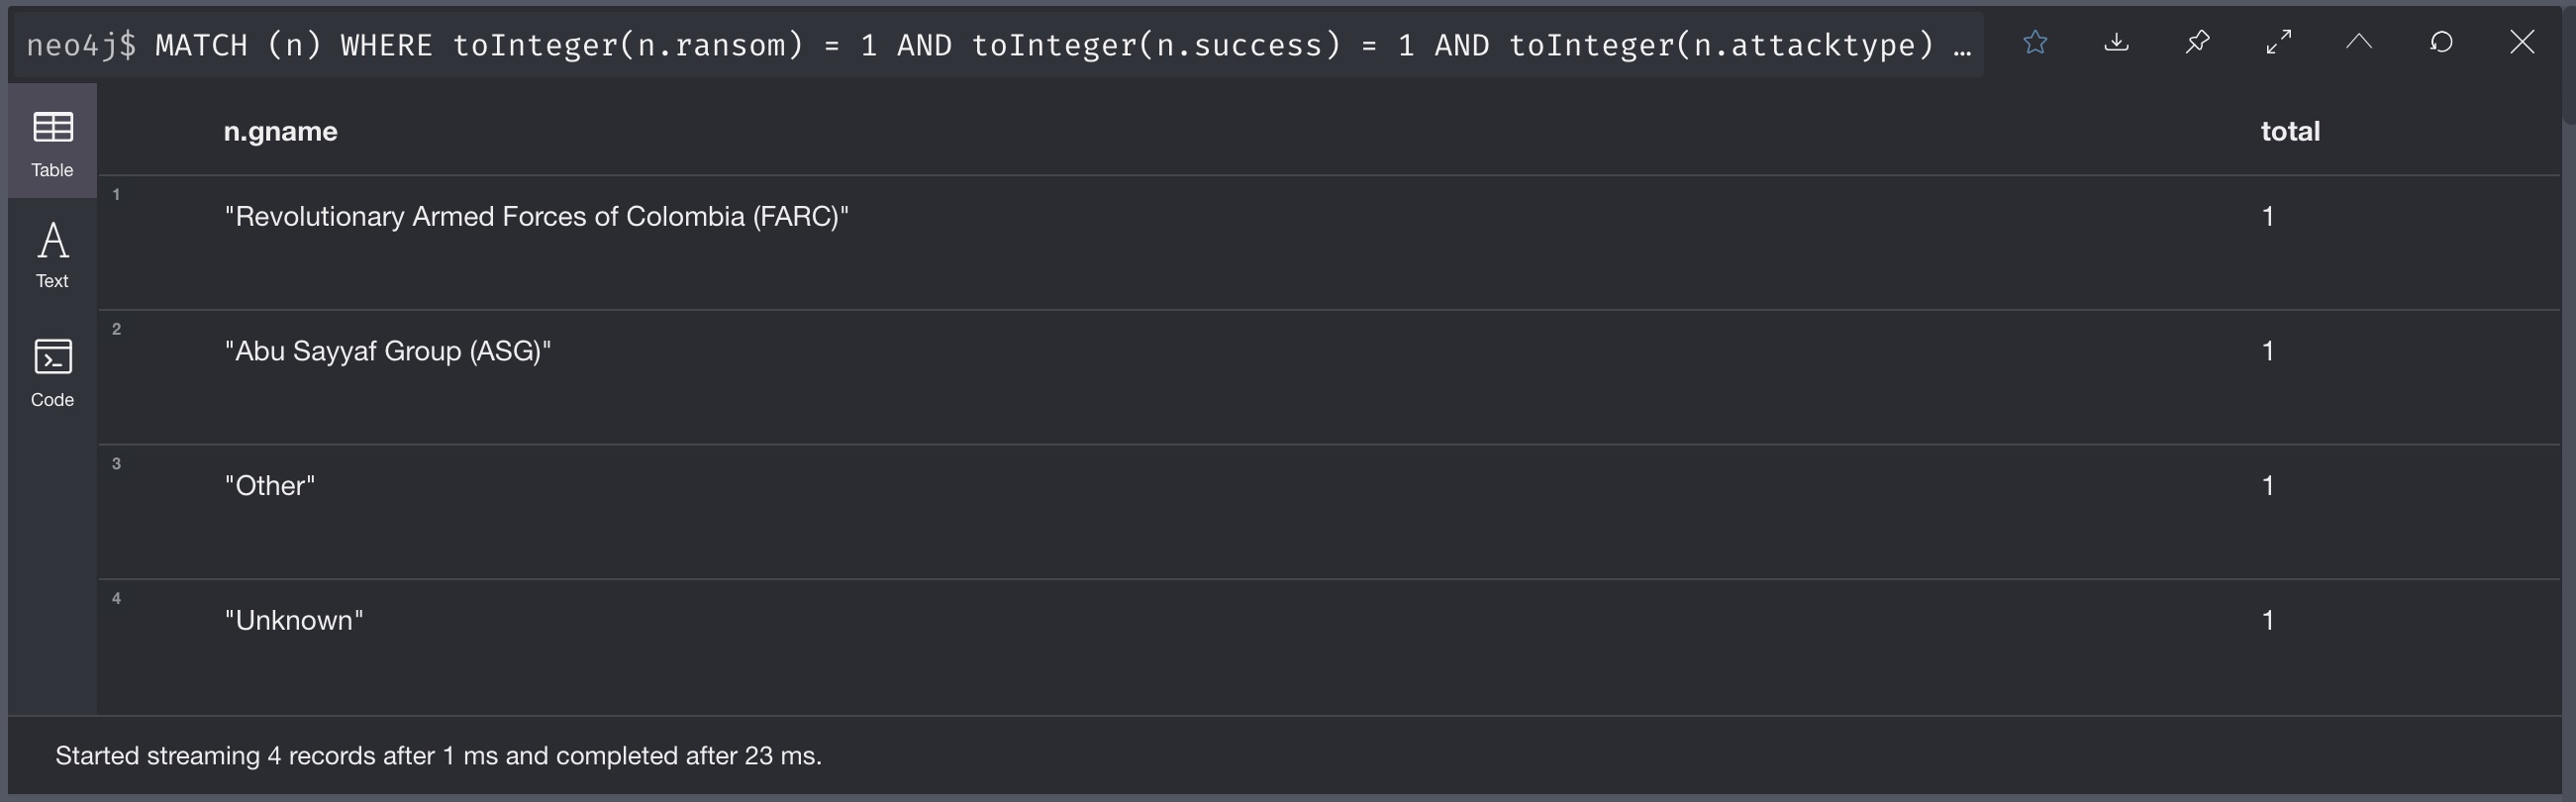 neo4j$ MATCH (n) WHERE toInteger(n.ransom) = 1 AND toInteger(n.success) = 1 AND toInteger(n.attacktype) …
Table
Text
Code
n.gname total
1 "Revolutionary Armed Forces of Colombia (FARC)" 1
2 "Abu Sayyaf Group (ASG)" 1
3 "Other" 1
4 "Unknown" 1
Started streaming 4 records after 1 ms and completed after 23 ms.